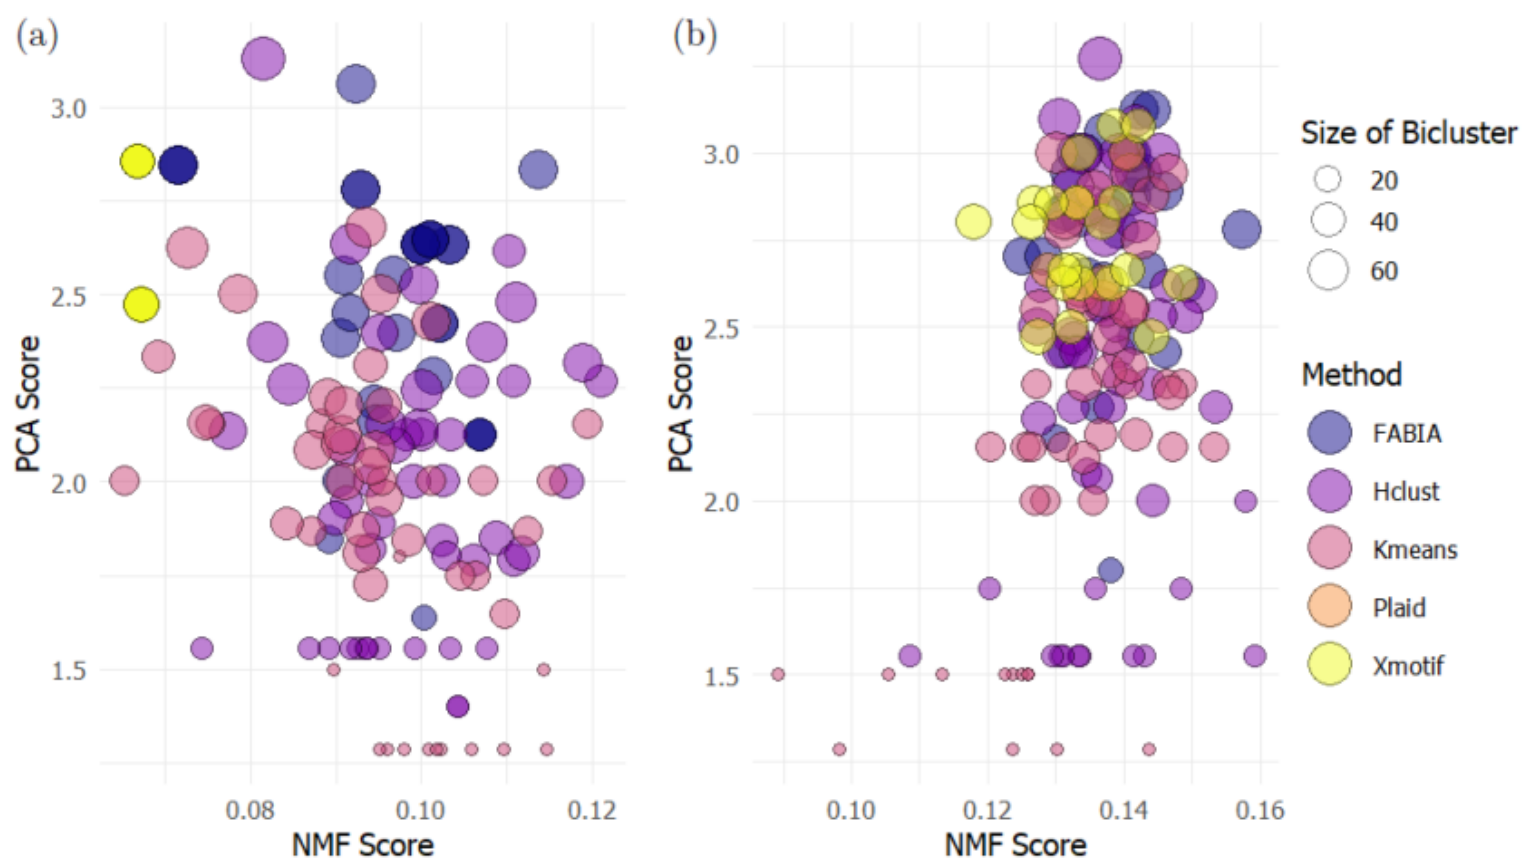 (a)
3.0
2.5
2.0
1.5
PCA Score
0.08 0.10 0.12
NMF Score
(b)
3.0
2.5
2.0
1.5
PCA Score
0.10 0.12 0.14 0.16
NMF Score
Size of Bicluster
20
40
60
Method
FABIA
Hclust
Kmeans
Plaid
Xmotif